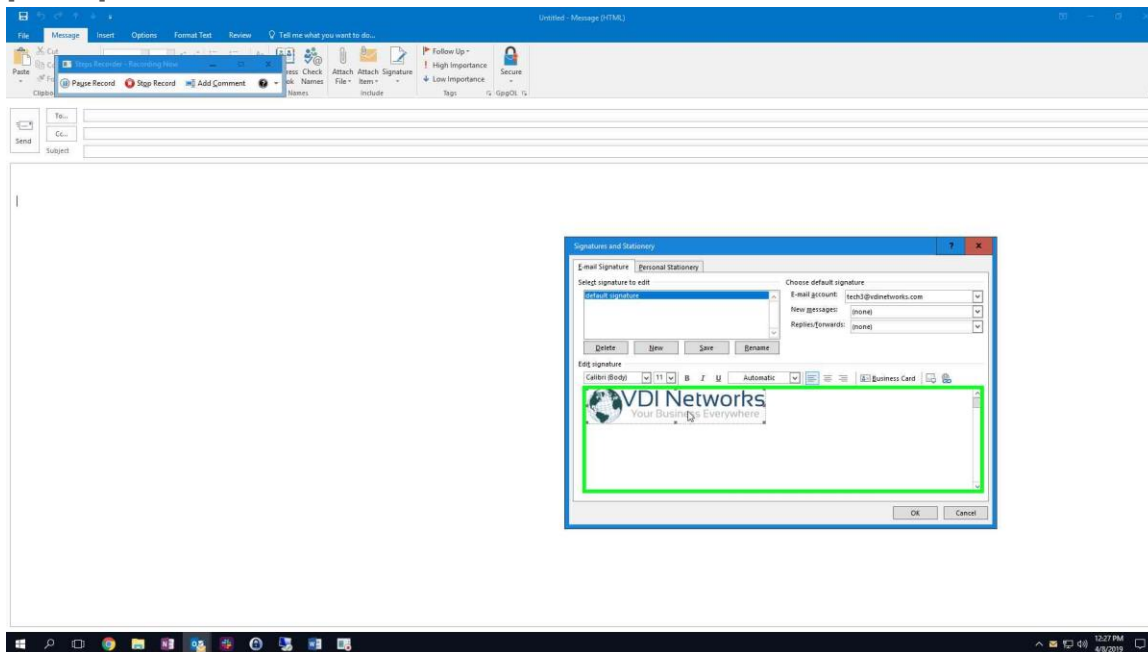 Untitled - Message (HTML)
File Message Insert Options Format Text Review Tell me what you want to do...
Cut
Paste
Steps Recorder - Recording Now
Pause Record Stop Record Add Comment
Check Names
Names
Attach File
Attach Item
Signature
Include
Follow Up
High Importance
Low Importance
Tags
Secure
GpgOL
Send
To...
Cc...
Subject
Signatures and Stationery
E-mail Signature Personal Stationery
Select signature to edit
default signature
Delete New Save Rename
Choose default signature
E-mail account: tech3@vdinetworks.com
New messages: (none)
Replies/forwards: (none)
Edit signature
Calibri (Body) 11 B I U Automatic Business Card
VDI Networks
Your Business Everywhere
OK Cancel
12:27 PM
4/8/2019